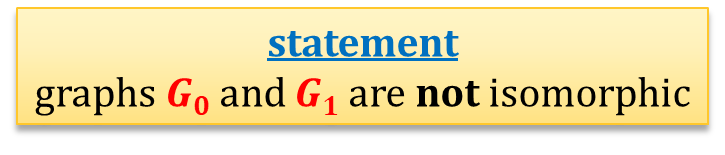 statement
graphs G₀ and G₁ are not isomorphic